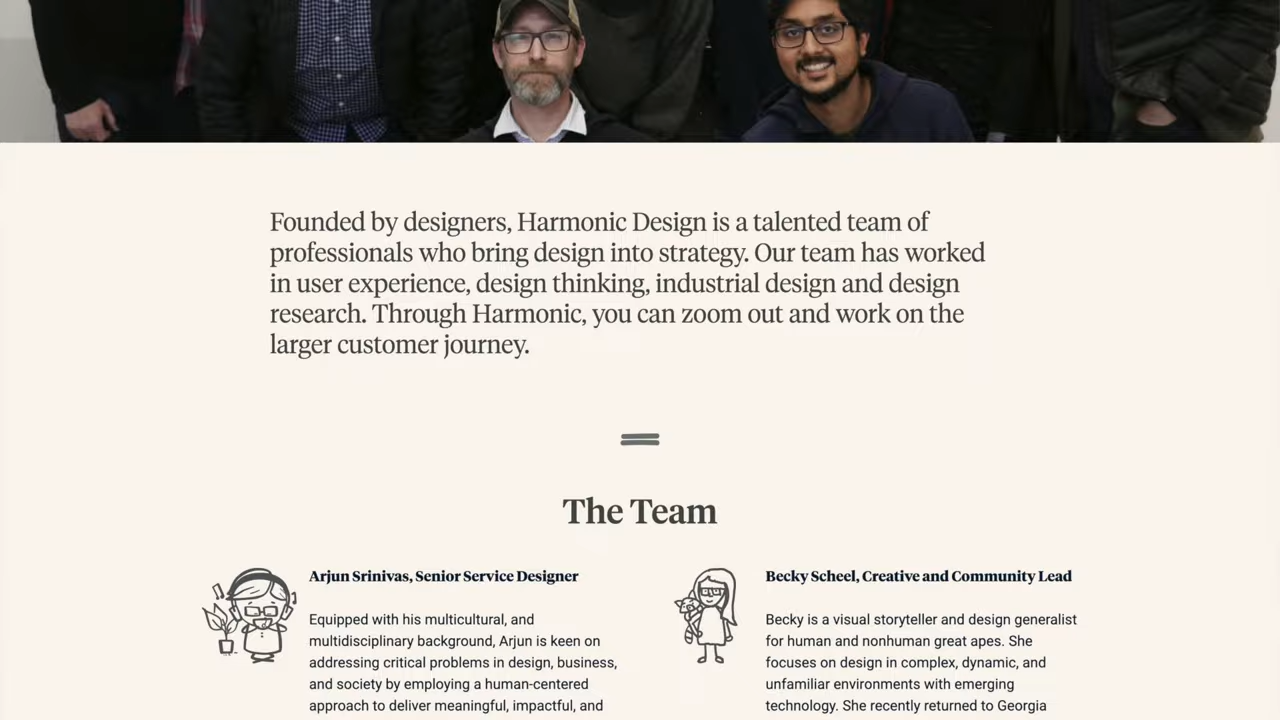 Founded by designers, Harmonic Design is a talented team of
professionals who bring design into strategy. Our team has worked
in user experience, design thinking, industrial design and design
research. Through Harmonic, you can zoom out and work on the
larger customer journey.
The Team
Arjun Srinivas, Senior Service Designer
Equipped with his multicultural, and
multidisciplinary background, Arjun is keen on
addressing critical problems in design, business,
and society by employing a human-centered
approach to deliver meaningful, impactful, and
Becky Scheel, Creative and Community Lead
Becky is a visual storyteller and design generalist
for human and nonhuman great apes. She
focuses on design in complex, dynamic, and
unfamiliar environments with emerging
technology. She recently returned to Georgia